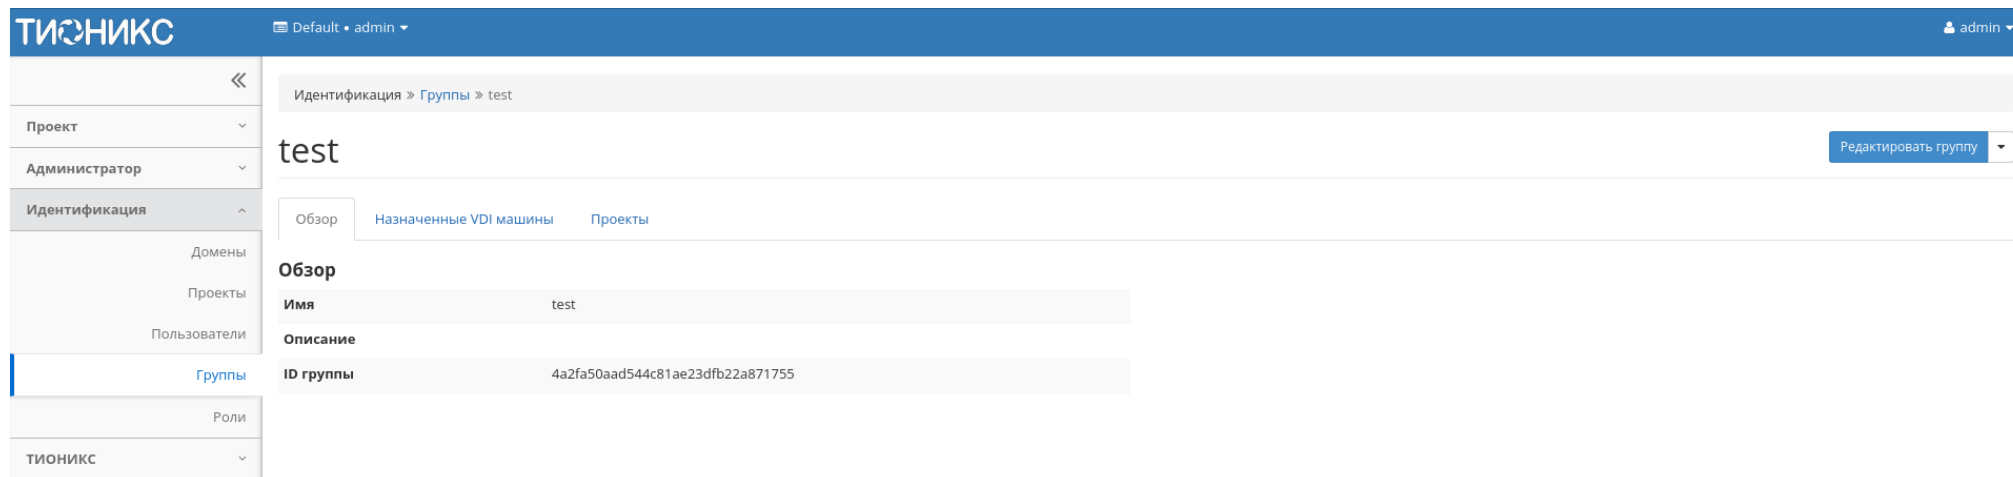 ТИОНИКС
Default • admin
admin
Идентификация » Группы » test
Проект
Администратор
Идентификация
Домены
Проекты
Пользователи
Группы
Роли
ТИОНИКС
test
Редактировать группу
Обзор Назначенные VDI машины Проекты
Обзор
Имя test
Описание
ID группы 4a2fa50aad544c81ae23dfb22a871755